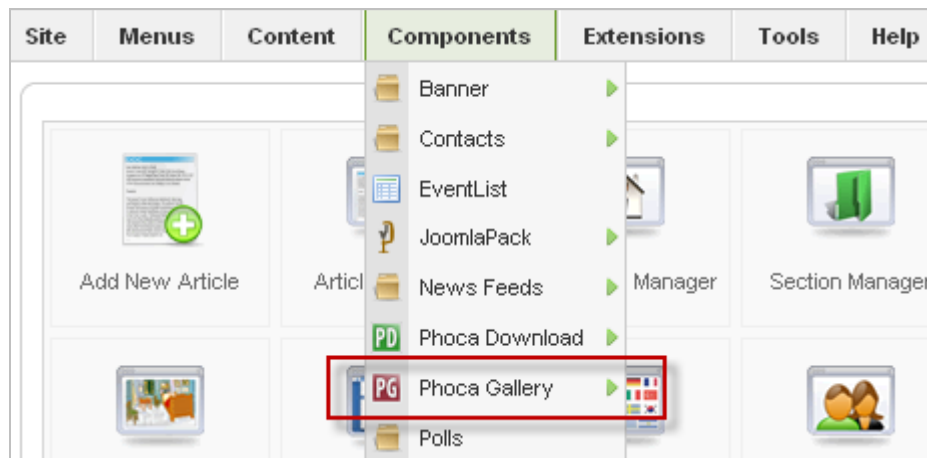 Site Menus Content Components Extensions Tools Help
Banner
Contacts
EventList
JoomlaPack
News Feeds
Phoca Download
Phoca Gallery
Polls
Add New Article
Manager
Section Manager
PD
PG